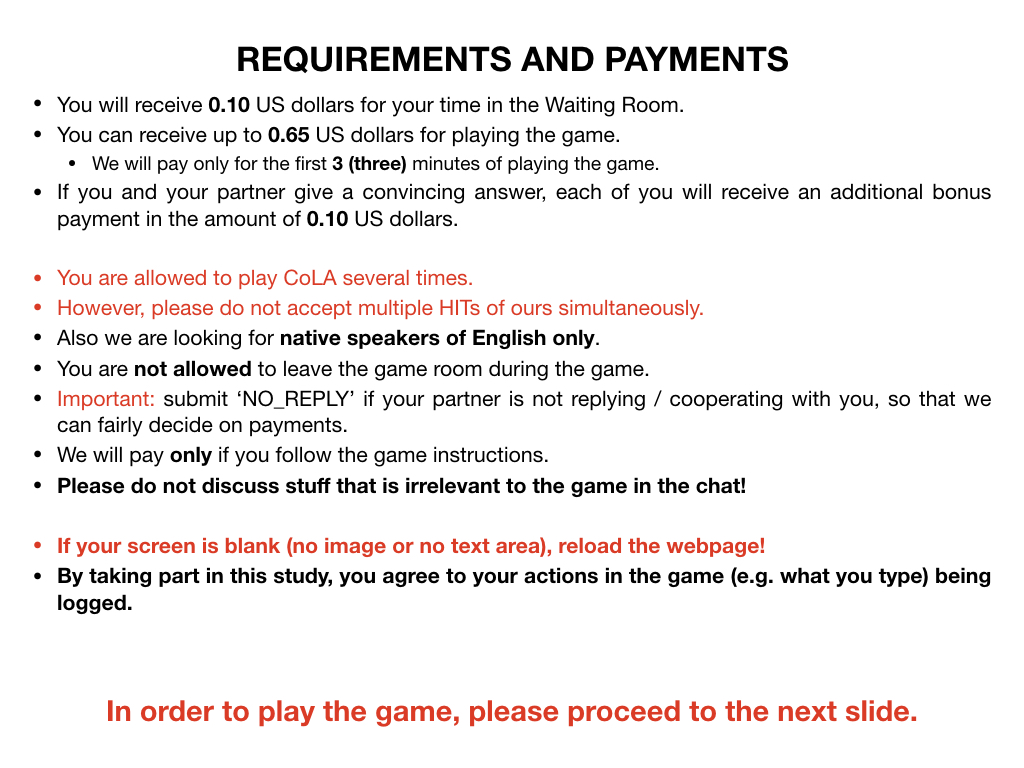 REQUIREMENTS AND PAYMENTS
• You will receive 0.10 US dollars for your time in the Waiting Room.
• You can receive up to 0.65 US dollars for playing the game.
• We will pay only for the first 3 (three) minutes of playing the game.
• If you and your partner give a convincing answer, each of you will receive an additional bonus
payment in the amount of 0.10 US dollars.
• You are allowed to play CoLA several times.
• However, please do not accept multiple HITs of ours simultaneously.
• Also we are looking for native speakers of English only.
• You are not allowed to leave the game room during the game.
• Important: submit ‘NO_REPLY’ if your partner is not replying / cooperating with you, so that we
can fairly decide on payments.
• We will pay only if you follow the game instructions.
• Please do not discuss stuff that is irrelevant to the game in the chat!
• If your screen is blank (no image or no text area), reload the webpage!
• By taking part in this study, you agree to your actions in the game (e.g. what you type) being
logged.
In order to play the game, please proceed to the next slide.